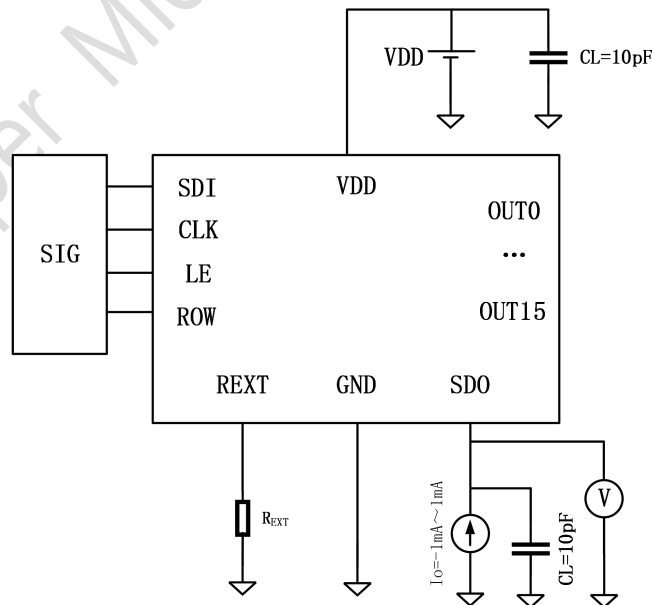 VDD
CL=10pF
SIG
SDI
CLK
LE
ROW
VDD
OUT0
...
OUT15
REXT
GND
SDO
REXT
Io=-1mA~1mA
CL=10pF
V